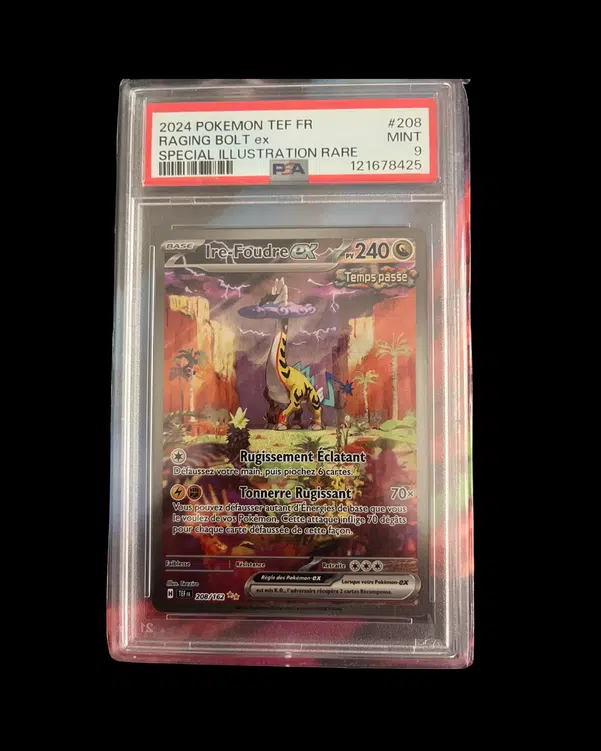 2024 POKEMON TEF FR #208
RAGING BOLT ex MINT
SPECIAL ILLUSTRATION RARE 9
PSA 121678425
BASE Ire-Foudre ex PV 240
Temps passé
Rugissement Éclatant
Défaussez votre main, puis piochez 6 cartes.
Tonnerre Rugissant 70×
Vous pouvez défausser autant d'Énergies de base que vous
le voulez de vos Pokémon. Cette attaque inflige 70 dégâts
pour chaque carte défaussée de cette façon.
Faiblesse Résistance Retraite
Règle des Pokémon-ex Lorsque votre Pokémon-ex
est mis K.O., l'adversaire récupère 2 cartes Récompense.
H TEF FR 208/162